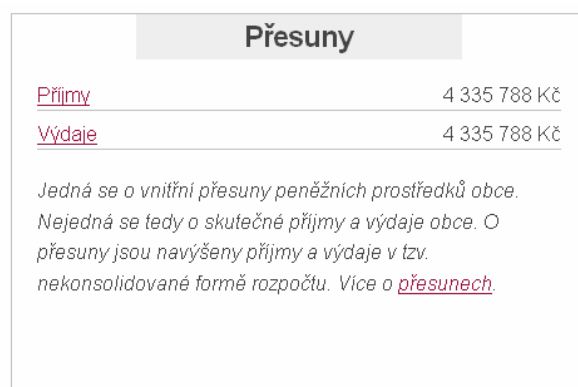 Přesuny
Příjmy 4 335 788 Kč
Výdaje 4 335 788 Kč
Jedná se o vnitřní přesuny peněžních prostředků obce.
Nejedná se tedy o skutečné příjmy a výdaje obce. O
přesuny jsou navýšeny příjmy a výdaje v tzv.
nekonsolidované formě rozpočtu. Více o přesunech.